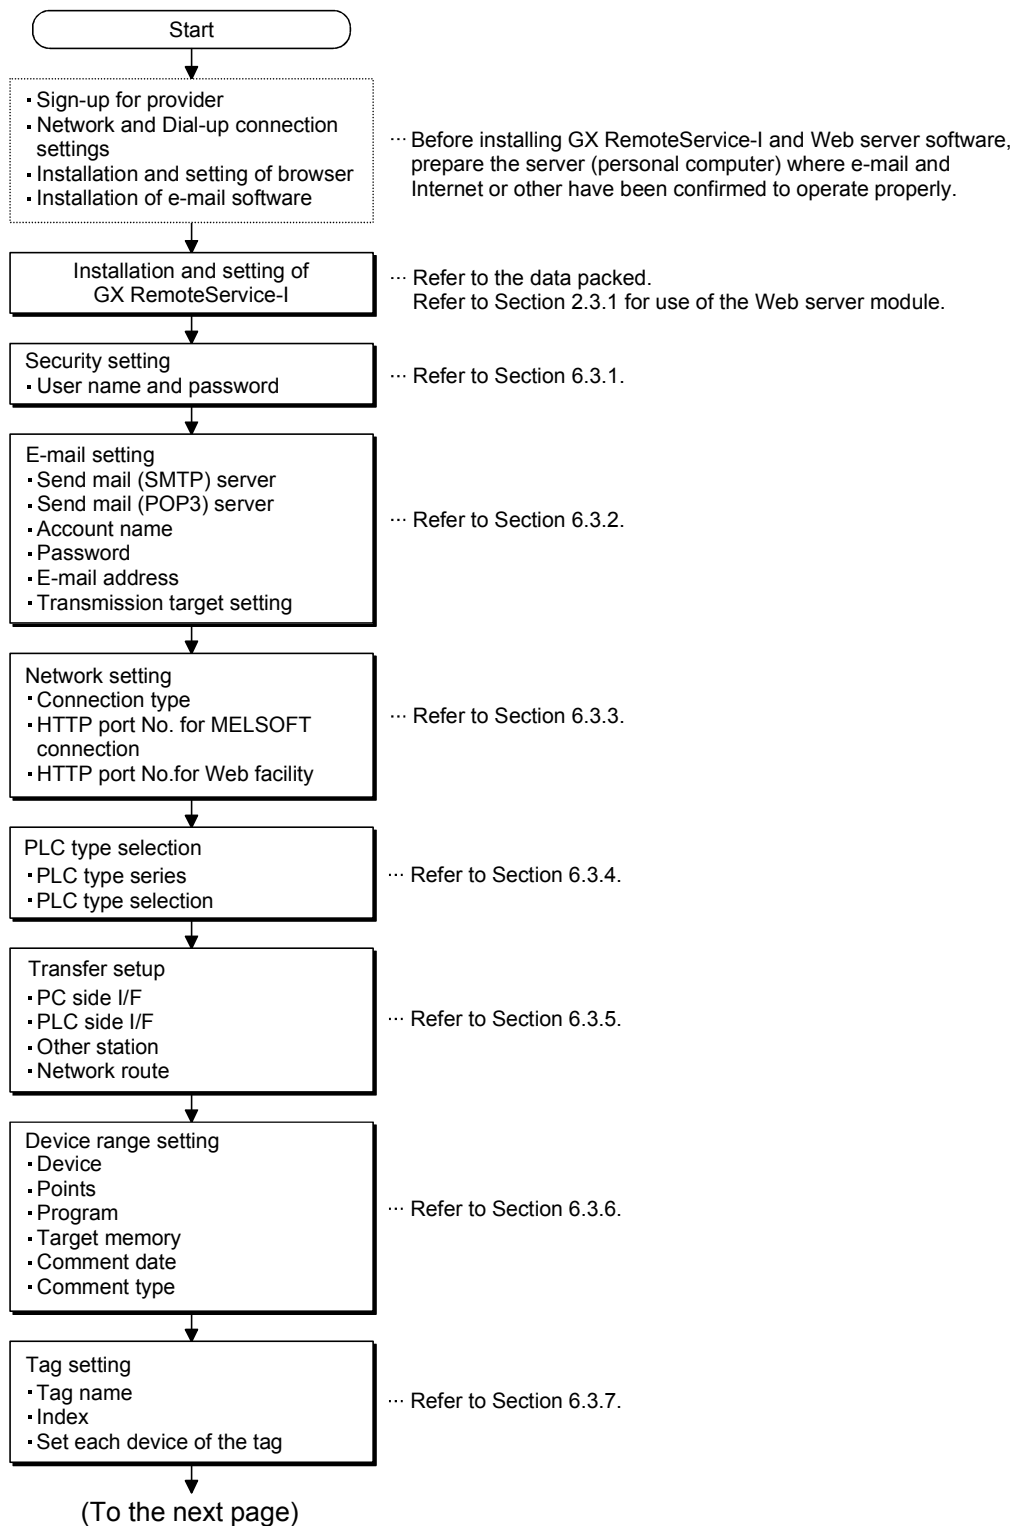 Start
▪ Sign-up for provider
▪ Network and Dial-up connection
settings
▪ Installation and setting of browser
▪ Installation of e-mail software
··· Before installing GX RemoteService-I and Web server software,
prepare the server (personal computer) where e-mail and
Internet or other have been confirmed to operate properly.
Installation and setting of
GX RemoteService-I
··· Refer to the data packed.
Refer to Section 2.3.1 for use of the Web server module.
Security setting
▪ User name and password
··· Refer to Section 6.3.1.
E-mail setting
▪ Send mail (SMTP) server
▪ Send mail (POP3) server
▪ Account name
▪ Password
▪ E-mail address
▪ Transmission target setting
··· Refer to Section 6.3.2.
Network setting
▪ Connection type
▪ HTTP port No. for MELSOFT
connection
▪ HTTP port No.for Web facility
··· Refer to Section 6.3.3.
PLC type selection
▪ PLC type series
▪ PLC type selection
··· Refer to Section 6.3.4.
Transfer setup
▪ PC side I/F
▪ PLC side I/F
▪ Other station
▪ Network route
··· Refer to Section 6.3.5.
Device range setting
▪ Device
▪ Points
▪ Program
▪ Target memory
▪ Comment date
▪ Comment type
··· Refer to Section 6.3.6.
Tag setting
▪ Tag name
▪ Index
▪ Set each device of the tag
··· Refer to Section 6.3.7.
(To the next page)